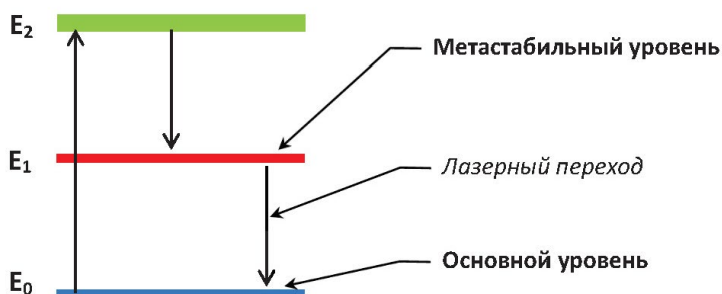 E₂
Метастабильный уровень
E₁
Лазерный переход
Основной уровень
E₀